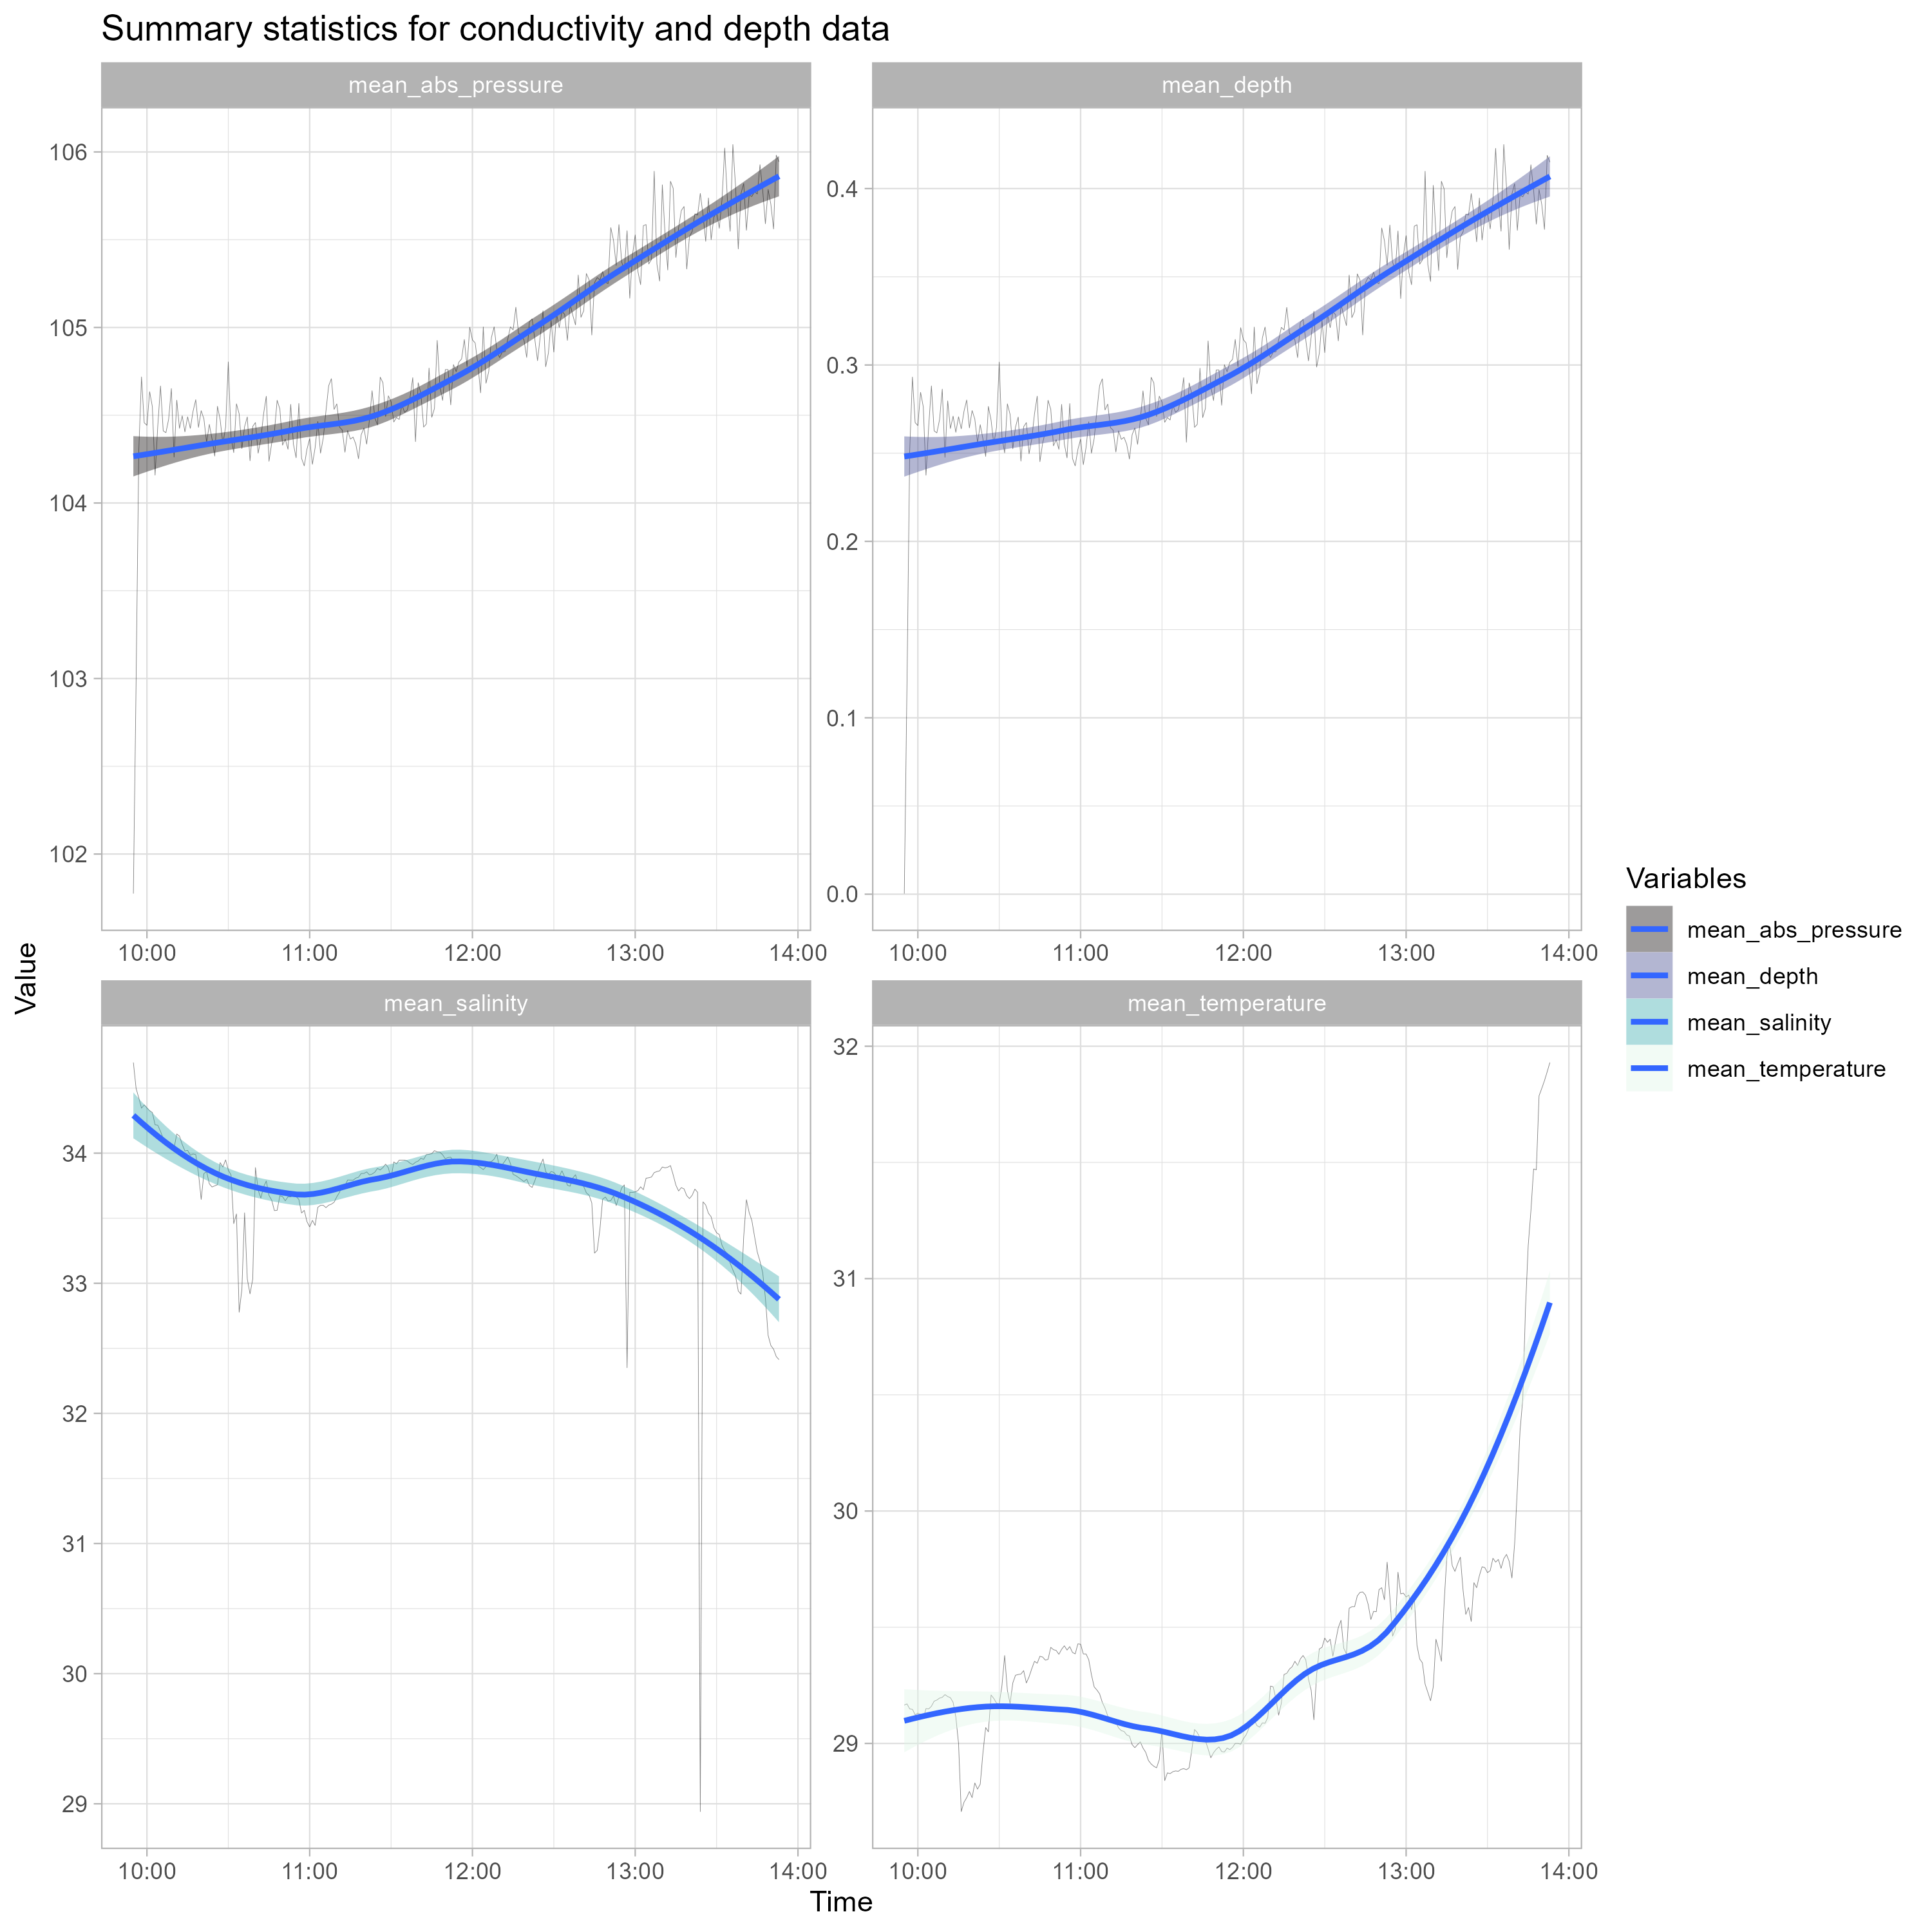 Summary statistics for conductivity and depth data
mean_abs_pressure
mean_depth
106
105
104
103
102
0.4
0.3
0.2
0.1
0.0
10:00 11:00 12:00 13:00 14:00
10:00 11:00 12:00 13:00 14:00
mean_salinity
mean_temperature
34
33
32
31
30
29
32
31
30
29
10:00 11:00 12:00 13:00 14:00
10:00 11:00 12:00 13:00 14:00
Value
Time
Variables
mean_abs_pressure
mean_depth
mean_salinity
mean_temperature